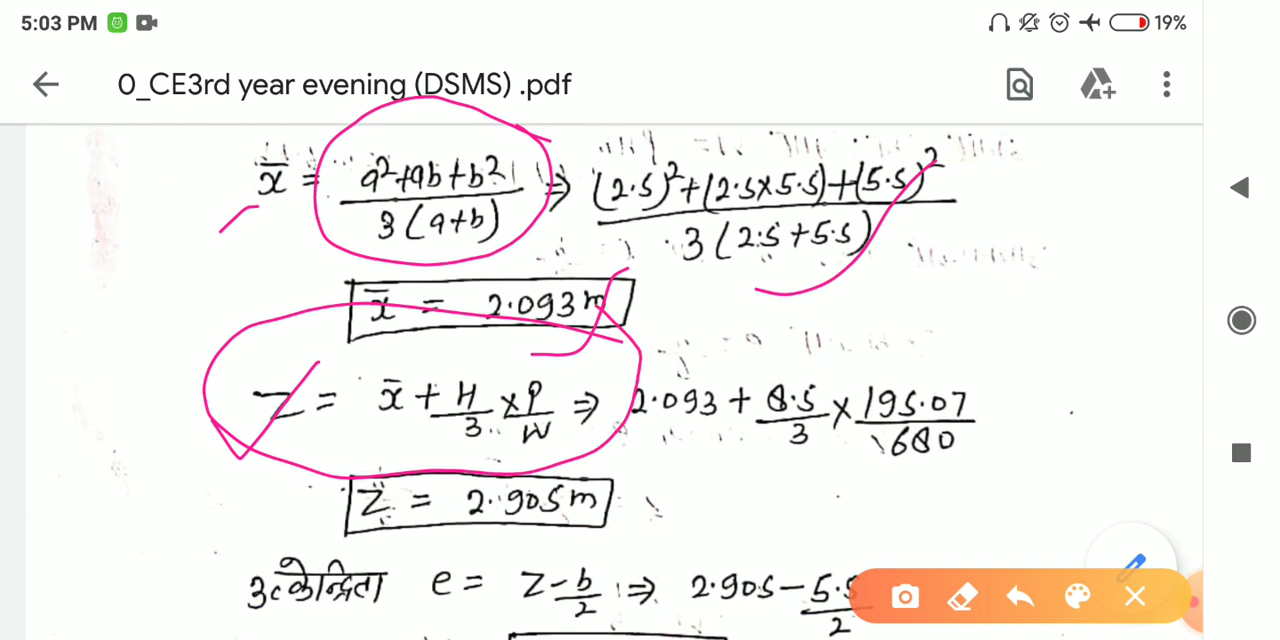 5:03 PM 19%
0_CE3rd year evening (DSMS) .pdf
x̄ = a²+ab+b² / 3(a+b) ⇒ (2.5)²+(2.5×5.5)+(5.5)² / 3(2.5+5.5)
x̄ = 2.093m
Z = x̄ + H/3 × P/W ⇒ 2.093 + 8.5/3 × 195.07/680
Z = 2.905m
उत्केन्द्रिता e = Z - b/2 ⇒ 2.905 - 5.5/2